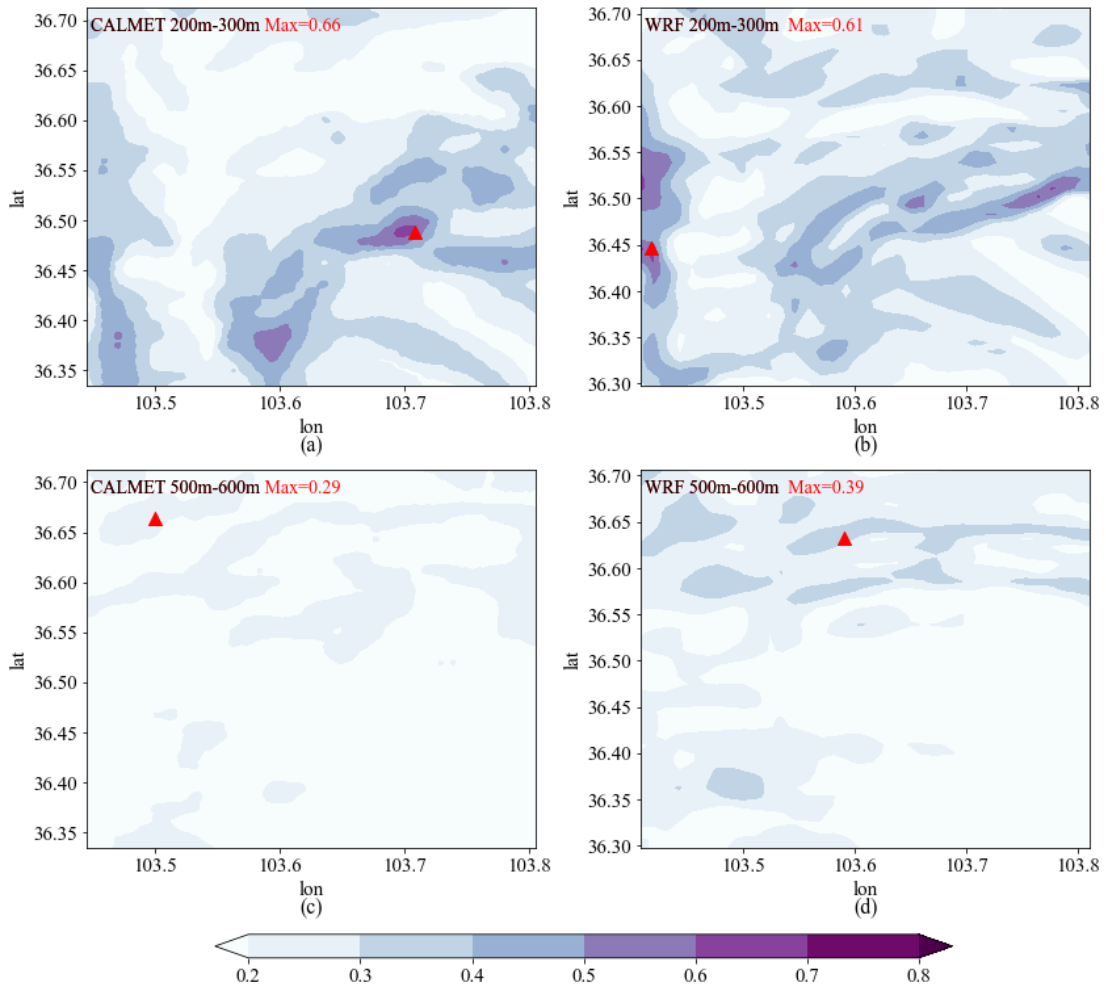 CALMET 200m-300m Max=0.66
36.70
36.65
36.60
36.55
36.50
36.45
36.40
36.35
lat
103.5 103.6 103.7 103.8
lon
(a)
WRF 200m-300m Max=0.61
36.70
36.65
36.60
36.55
36.50
36.45
36.40
36.35
36.30
lat
103.5 103.6 103.7 103.8
lon
(b)
CALMET 500m-600m Max=0.29
36.70
36.65
36.60
36.55
36.50
36.45
36.40
36.35
lat
103.5 103.6 103.7 103.8
lon
(c)
WRF 500m-600m Max=0.39
36.70
36.65
36.60
36.55
36.50
36.45
36.40
36.35
36.30
lat
103.5 103.6 103.7 103.8
lon
(d)
0.2 0.3 0.4 0.5 0.6 0.7 0.8